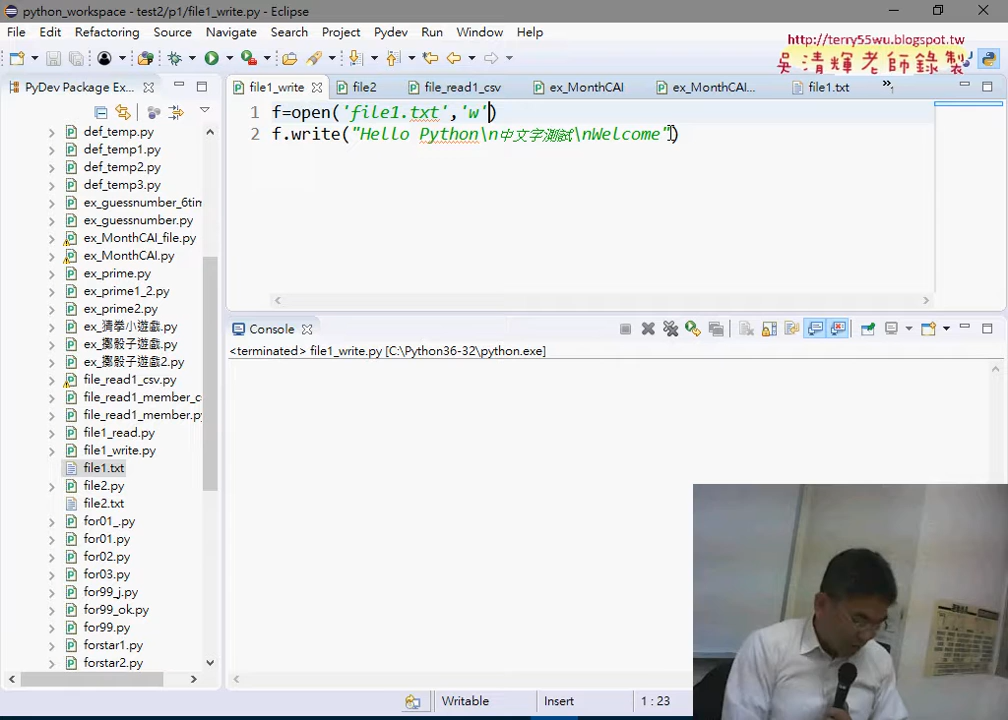 python_workspace - test2/p1/file1_write.py - Eclipse
File Edit Refactoring Source Navigate Search Project Pydev Run Window Help
http://terry55wu.blogspot.tw
吳清輝老師錄製
PyDev Package Ex...
file1_write file2 file_read1_csv ex_MonthCAI ex_MonthCAI... file1.txt
1 f=open('file1.txt','w')
2 f.write("Hello Python\n中文字測試\nWelcome")
def_temp.py
def_temp1.py
def_temp2.py
def_temp3.py
ex_guessnumber_6tim
ex_guessnumber.py
ex_MonthCAI_file.py
ex_MonthCAI.py
ex_prime.py
ex_prime1_2.py
ex_prime2.py
ex_猜拳小遊戲.py
ex_擲骰子遊戲.py
ex_擲骰子遊戲2.py
file_read1_csv.py
file_read1_member_c
file_read1_member.py
file1_read.py
file1_write.py
file1.txt
file2.py
file2.txt
for01_.py
for01.py
for02.py
for03.py
for99_j.py
for99_ok.py
for99.py
forstar1.py
forstar2.py
Console
<terminated> file1_write.py [C:\Python36-32\python.exe]
Writable Insert 1 : 23